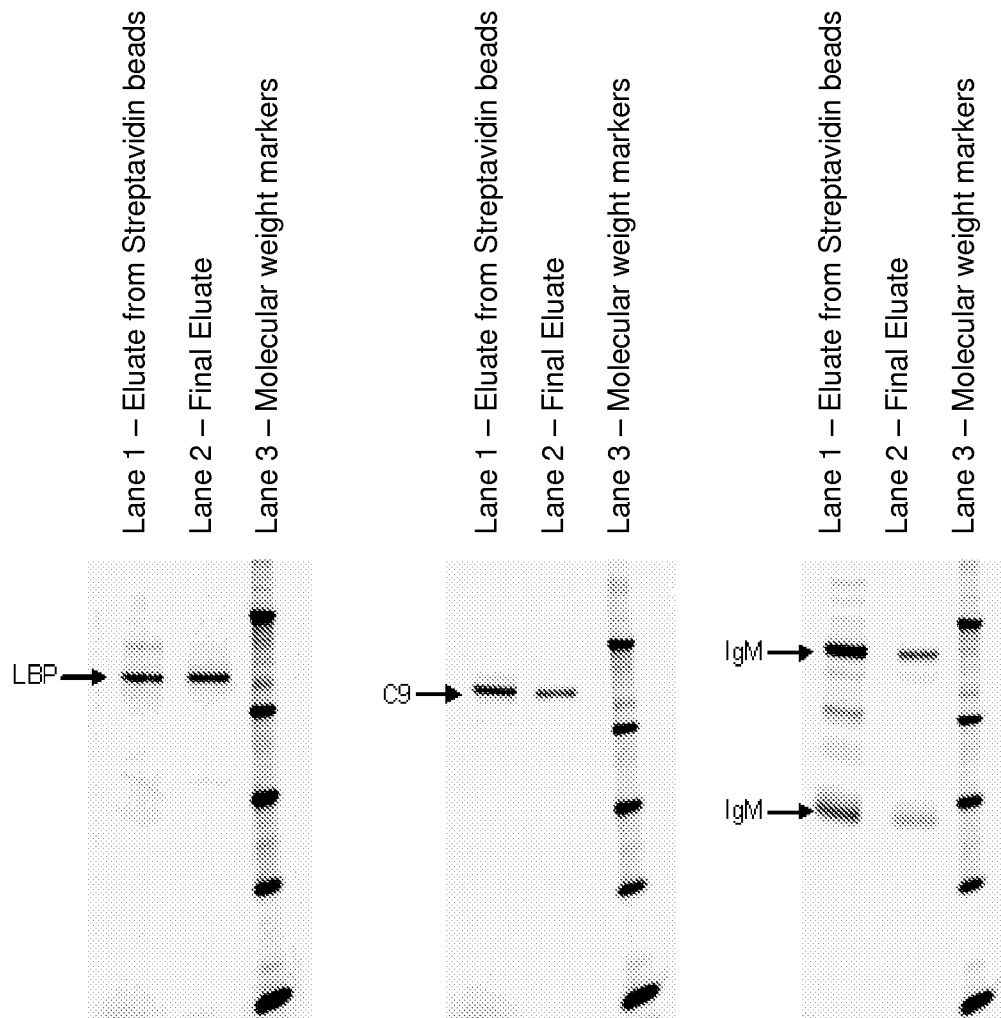 Lane 1 – Eluate from Streptavidin beads
Lane 2 – Final Eluate
Lane 3 – Molecular weight markers
Lane 1 – Eluate from Streptavidin beads
Lane 2 – Final Eluate
Lane 3 – Molecular weight markers
Lane 1 – Eluate from Streptavidin beads
Lane 2 – Final Eluate
Lane 3 – Molecular weight markers
LBP
C9
IgM
IgM